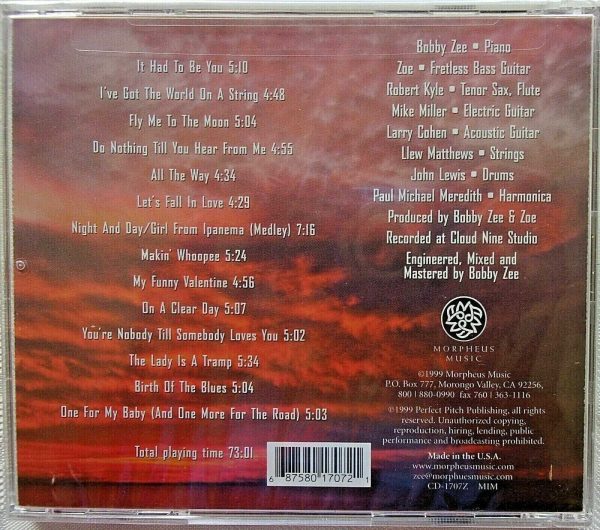 It Had To Be You 5:10
I've Got The World On A String 4:48
Fly Me To The Moon 5:04
Do Nothing Till You Hear From Me 4:55
All The Way 4:34
Let's Fall In Love 4:29
Night And Day/Girl From Ipanema (Medley) 7:16
Makin' Whoopee 5:24
My Funny Valentine 4:56
On A Clear Day 5:07
You're Nobody Till Somebody Loves You 5:02
The Lady Is A Tramp 5:34
Birth Of The Blues 5:04
One For My Baby (And One More For The Road) 5:03
Total playing time 73:01
6 87580 17072 1
Bobby Zee ▪ Piano
Zoe ▪ Fretless Bass Guitar
Robert Kyle ▪ Tenor Sax, Flute
Mike Miller ▪ Electric Guitar
Larry Cohen ▪ Acoustic Guitar
Llew Matthews ▪ Strings
John Lewis ▪ Drums
Paul Michael Meredith ▪ Harmonica
Produced by Bobby Zee & Zoe
Recorded at Cloud Nine Studio
Engineered, Mixed and
Mastered by Bobby Zee
MORPHEUS
MUSIC
©1999 Morpheus Music
P.O. Box 777, Morongo Valley, CA 92256,
800 | 880-0990 fax 760 | 363-1116
℗1999 Perfect Pitch Publishing, all rights
reserved. Unauthorized copying,
reproduction, hiring, lending, public
performance and broadcasting prohibited.
Made in the U.S.A.
www.morpheusmusic.com
zee@morpheusmusic.com
CD-1707Z MIM